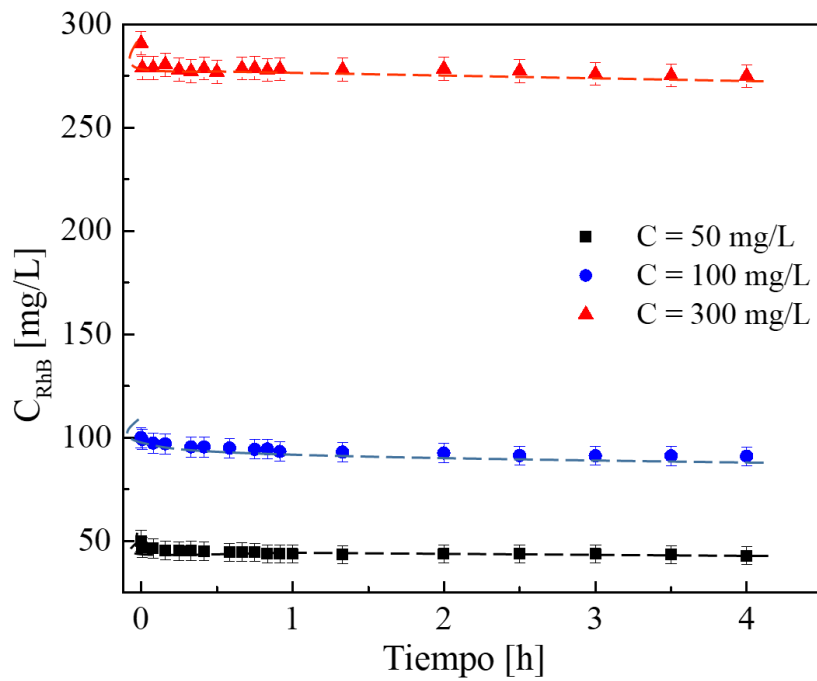 300
250
200
150
100
50
C_RhB [mg/L]
C = 50 mg/L
C = 100 mg/L
C = 300 mg/L
0
1
2
3
4
Tiempo [h]